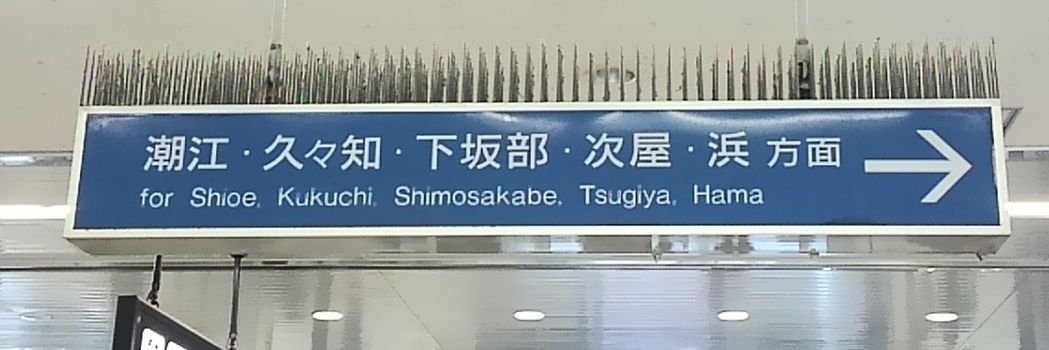 潮江・久々知・下坂部・次屋・浜 方面
for Shioe, Kukuchi, Shimosakabe, Tsugiya, Hama